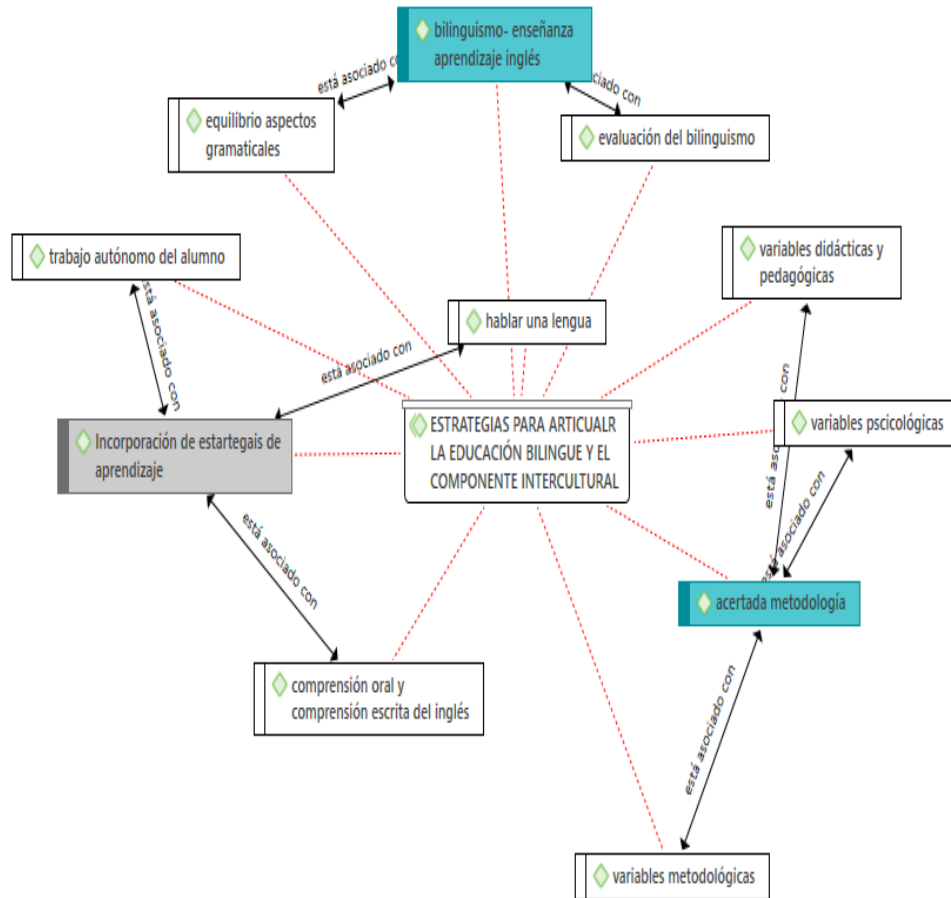 bilinguismo- enseñanza
aprendizaje inglés
está asociado con
asociado con
equilibrio aspectos
gramaticales
evaluación del bilinguismo
trabajo autónomo del alumno
variables didácticas y
pedagógicas
está asociado con
hablar una lengua
está asociado con
está asociado con
ESTRATEGIAS PARA ARTICUALR
LA EDUCACIÓN BILINGUE Y EL
COMPONENTE INTERCULTURAL
variables pscicológicas
Incorporación de estartegais de
aprendizaje
está asociado con
está asociado con
acertada metodología
comprensión oral y
comprensión escrita del inglés
está asociado con
variables metodológicas